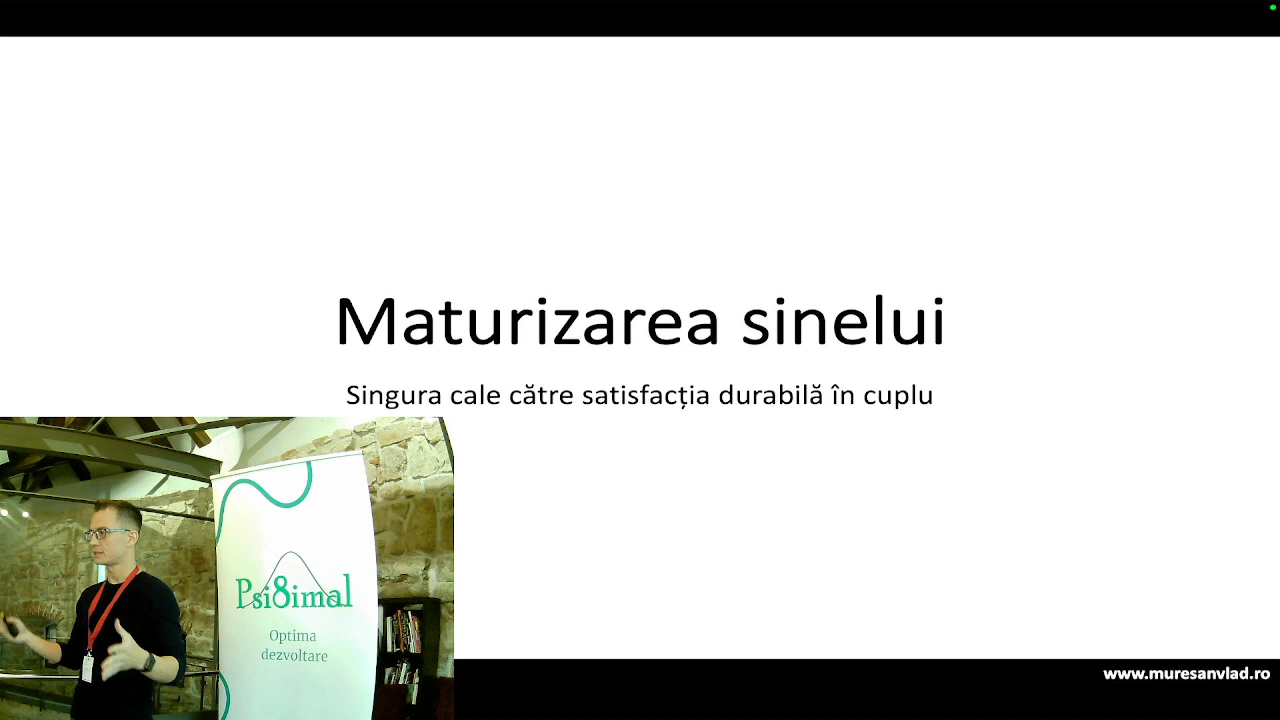 Maturizarea sinelui
Singura cale către satisfacția durabilă în cuplu
Psi8imal
Optima
dezvoltare
www.muresanvlad.ro